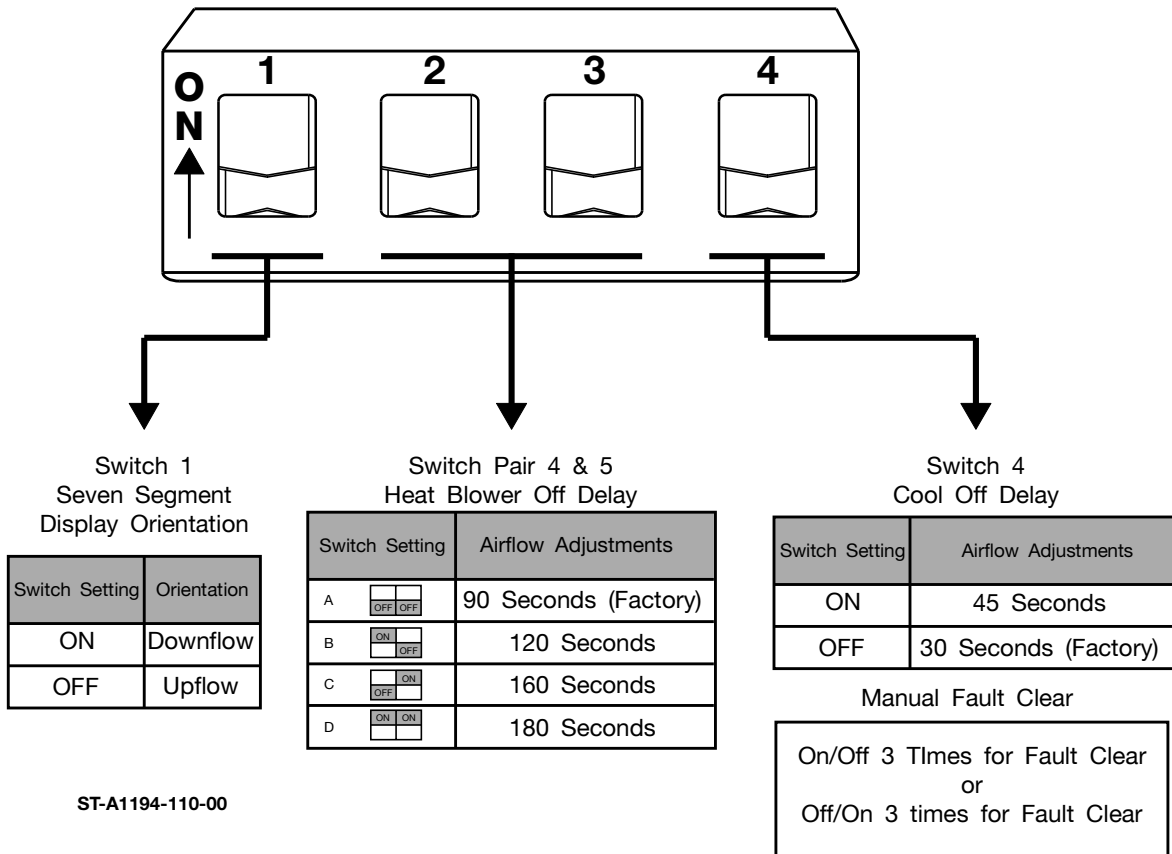 1 2 3 4
ON
Switch 1
Seven Segment
Display Orientation
Switch Setting Orientation
ON Downflow
OFF Upflow
Switch Pair 4 & 5
Heat Blower Off Delay
Switch Setting Airflow Adjustments
A OFF OFF 90 Seconds (Factory)
B ON OFF 120 Seconds
C OFF ON 160 Seconds
D ON ON 180 Seconds
Switch 4
Cool Off Delay
Switch Setting Airflow Adjustments
ON 45 Seconds
OFF 30 Seconds (Factory)
Manual Fault Clear
On/Off 3 TImes for Fault Clear
or
Off/On 3 times for Fault Clear
ST-A1194-110-00